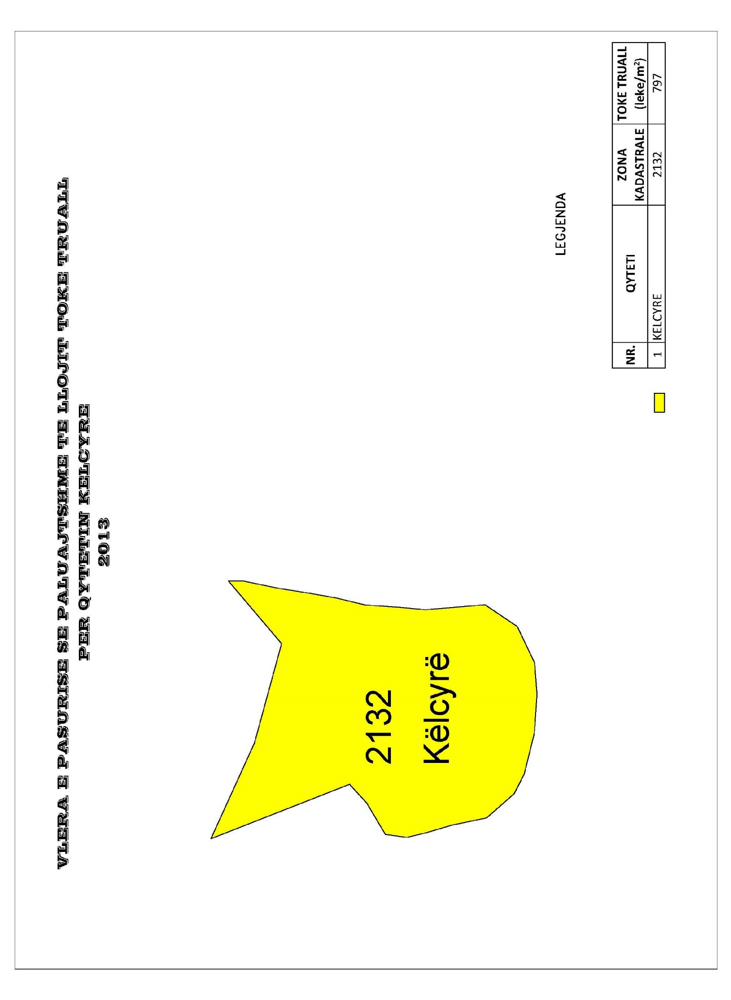 VLERA E PASURISE SE PALUAJTSHME TE LLOJIT TOKE TRUALL
PER QYTETIN KELCYRE
2013
2132
Këlcyrë
LEGJENDA
NR. QYTETI ZONA KADASTRALE TOKE TRUALL (leke/m²)
1 KELCYRE 2132 797